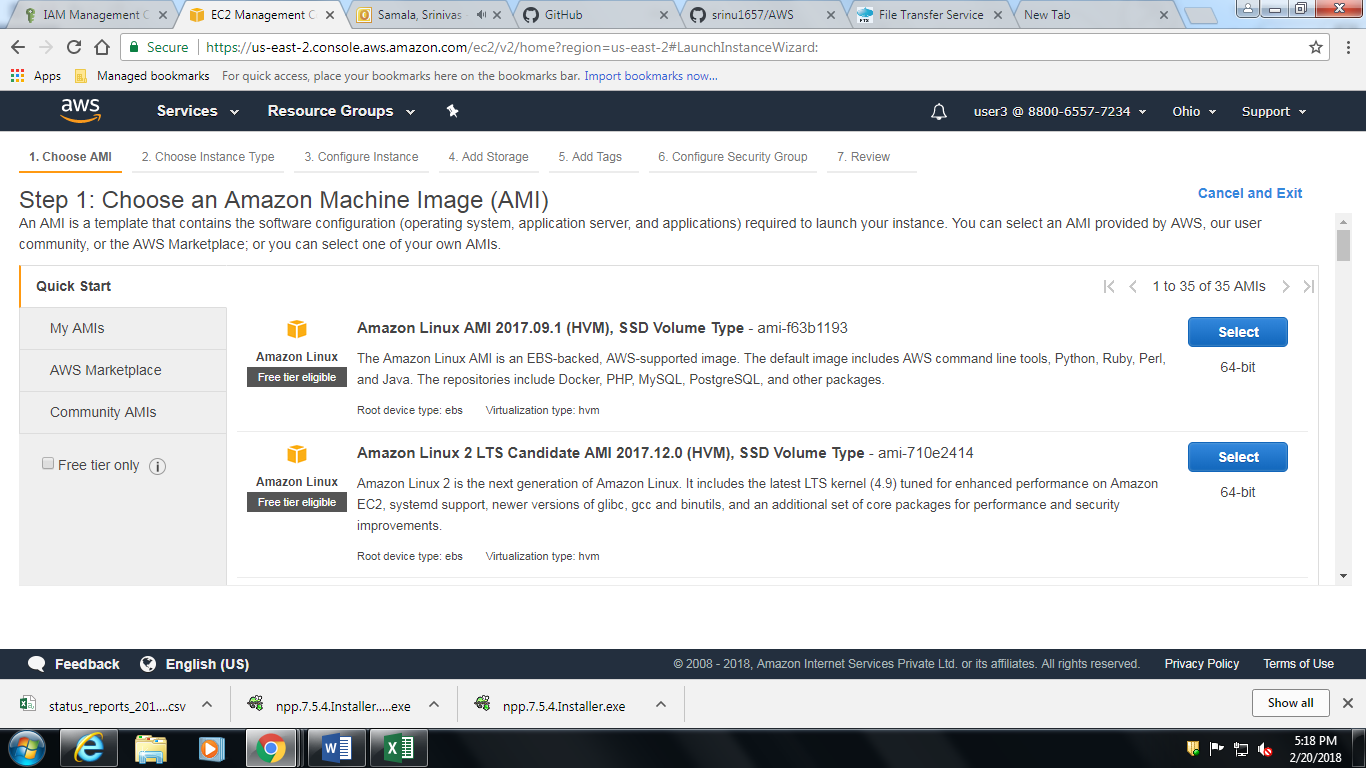 IAM Management C
EC2 Management C
Samala, Srinivas
GitHub
srinu1657/AWS
File Transfer Service
New Tab
Secure
https://us-east-2.console.aws.amazon.com/ec2/v2/home?region=us-east-2#LaunchInstanceWizard:
Apps
Managed bookmarks
For quick access, place your bookmarks here on the bookmarks bar. Import bookmarks now...
aws
Services
Resource Groups
user3 @ 8800-6557-7234
Ohio
Support
1. Choose AMI
2. Choose Instance Type
3. Configure Instance
4. Add Storage
5. Add Tags
6. Configure Security Group
7. Review
Step 1: Choose an Amazon Machine Image (AMI)
Cancel and Exit
An AMI is a template that contains the software configuration (operating system, application server, and applications) required to launch your instance. You can select an AMI provided by AWS, our user
community, or the AWS Marketplace; or you can select one of your own AMIs.
Quick Start
My AMIs
AWS Marketplace
Community AMIs
Free tier only
i
1 to 35 of 35 AMIs
Amazon Linux
Free tier eligible
Amazon Linux AMI 2017.09.1 (HVM), SSD Volume Type - ami-f63b1193
The Amazon Linux AMI is an EBS-backed, AWS-supported image. The default image includes AWS command line tools, Python, Ruby, Perl,
and Java. The repositories include Docker, PHP, MySQL, PostgreSQL, and other packages.
Root device type: ebs Virtualization type: hvm
Select
64-bit
Amazon Linux
Free tier eligible
Amazon Linux 2 LTS Candidate AMI 2017.12.0 (HVM), SSD Volume Type - ami-710e2414
Amazon Linux 2 is the next generation of Amazon Linux. It includes the latest LTS kernel (4.9) tuned for enhanced performance on Amazon
EC2, systemd support, newer versions of glibc, gcc and binutils, and an additional set of core packages for performance and security
improvements.
Root device type: ebs Virtualization type: hvm
Select
64-bit
Feedback
English (US)
© 2008 - 2018, Amazon Internet Services Private Ltd. or its affiliates. All rights reserved.
Privacy Policy
Terms of Use
status_reports_201....csv
npp.7.5.4.Installer.....exe
npp.7.5.4.Installer.exe
Show all
5:18 PM
2/20/2018